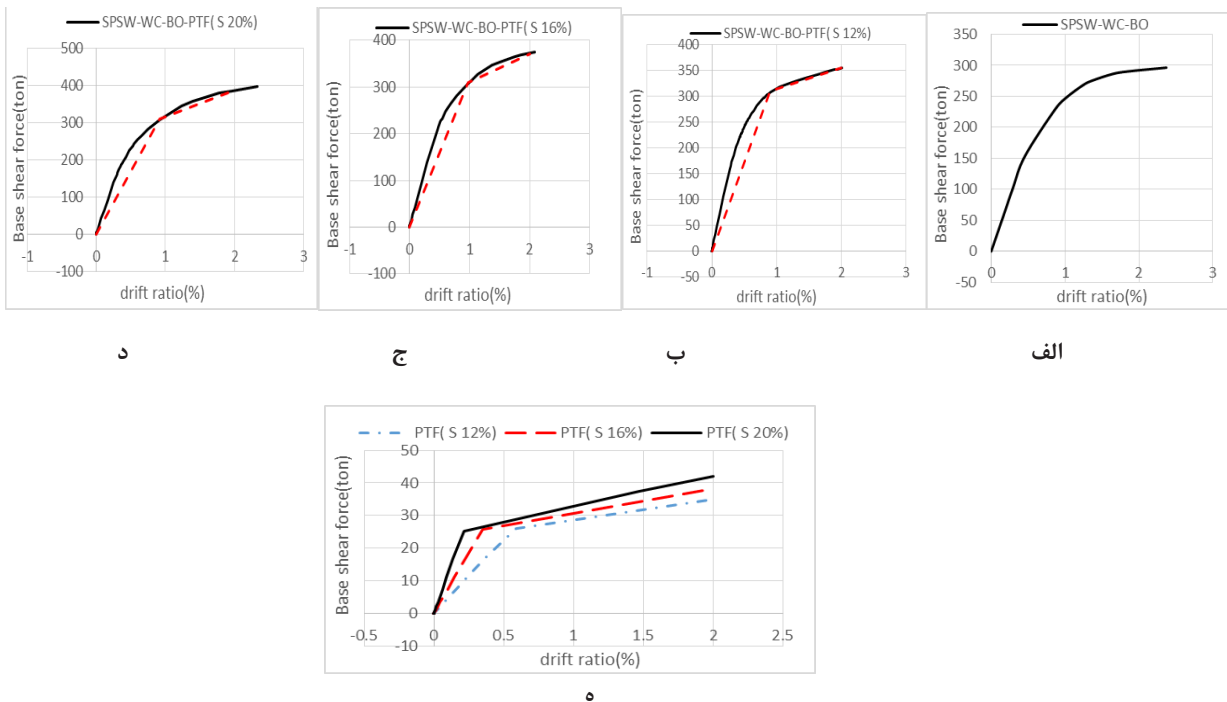 SPSW-WC-BO-PTF( S 20%)
Base shear force(ton)
500
400
300
200
100
0
-100
-1 0 1 2 3
drift ratio(%)
SPSW-WC-BO-PTF( S 16%)
Base shear force(ton)
400
300
200
100
0
-100
-1 0 1 2 3
drift ratio(%)
SPSW-WC-BO-PTF( S 12%)
Base shear force(ton)
400
350
300
250
200
150
100
50
0
-50
-1 0 1 2 3
drift ratio(%)
SPSW-WC-BO
Base shear force(ton)
350
300
250
200
150
100
50
0
-50
0 1 2 3
drift ratio(%)
د ج ب الف
PTF( S 12%) PTF( S 16%) PTF( S 20%)
Base shear force(ton)
50
40
30
20
10
0
-10
-0.5 0 0.5 1 1.5 2 2.5
drift ratio(%)
ه